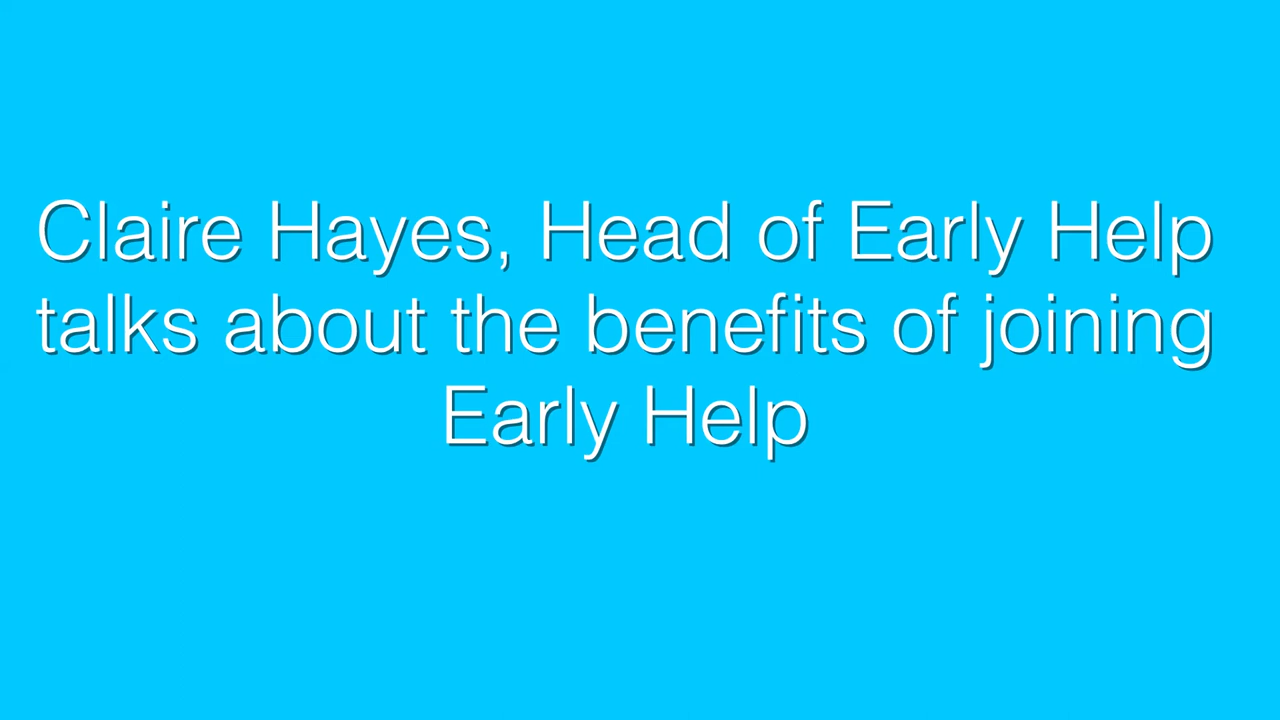 Claire Hayes, Head of Early Help
talks about the benefits of joining
Early Help